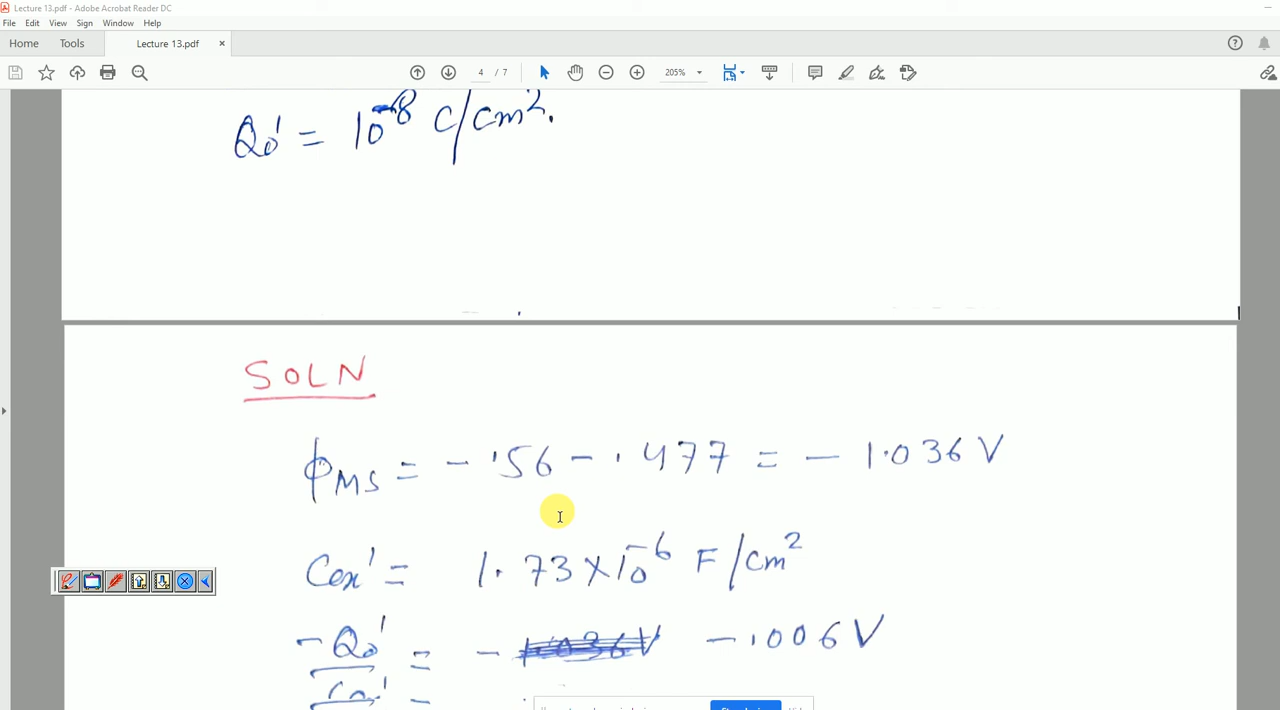 Lecture 13.pdf - Adobe Acrobat Reader DC
File Edit View Sign Window Help
Home Tools Lecture 13.pdf ×
4 / 7 205%
Qo' = 10^-8 C/cm².
SOLN
ϕMS = - .56 - .477 = - 1.036 V
Cox' = 1.73 × 10^-6 F/cm²
-Qo' / Cox' = - .006 V